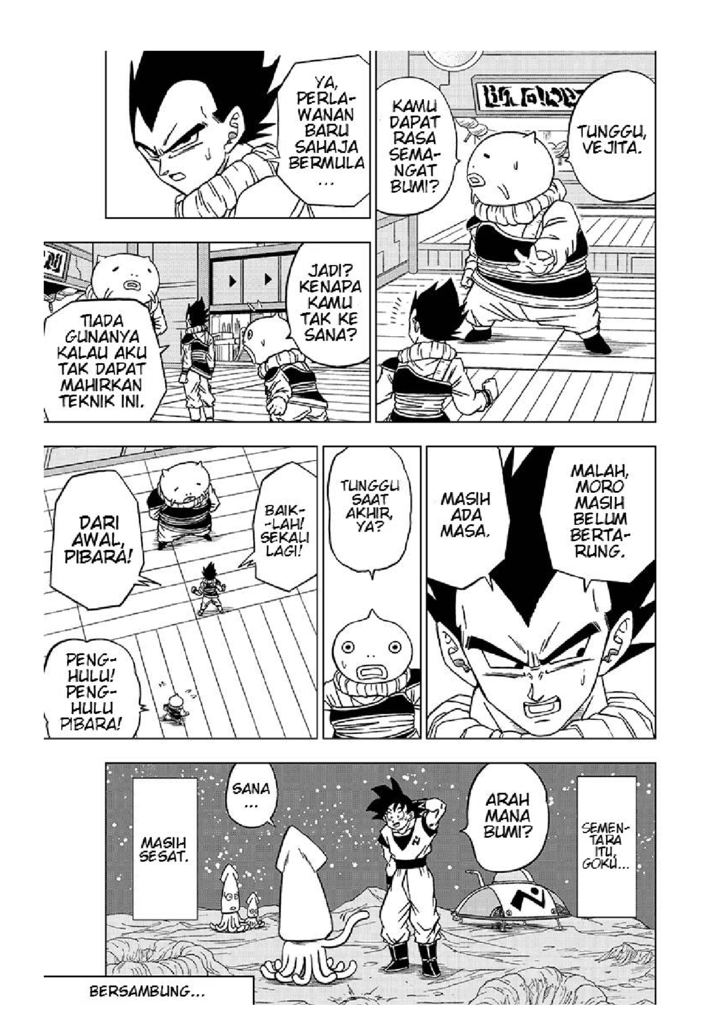 TUNGGU,
VEJITA.
KAMU
DAPAT
RASA
SEMA-
NGAT
BUMI?
YA,
PERLA-
WANAN
BARU
SAHAJA
BERMULA
...
JADI?
KENAPA
KAMU
TAK KE
SANA?
TIADA
GUNANYA
KALAU AKU
TAK DAPAT
MAHIRKAN
TEKNIK INI.
MALAH,
MORO
MASIH
BELUM
BERTA-
RUNG.
MASIH
ADA
MASA.
TUNGGU
SAAT
AKHIR,
YA?
BAIK-
-LAH!
SEKALI
LAGI!
DARI
AWAL,
PIBARA!
PENG-
HULU!
PENG-
HULU
PIBARA!
SEMEN-
TARA
ITU,
GOKU...
ARAH
MANA
BUMI?
SANA
...
MASIH
SESAT.
BERSAMBUNG...